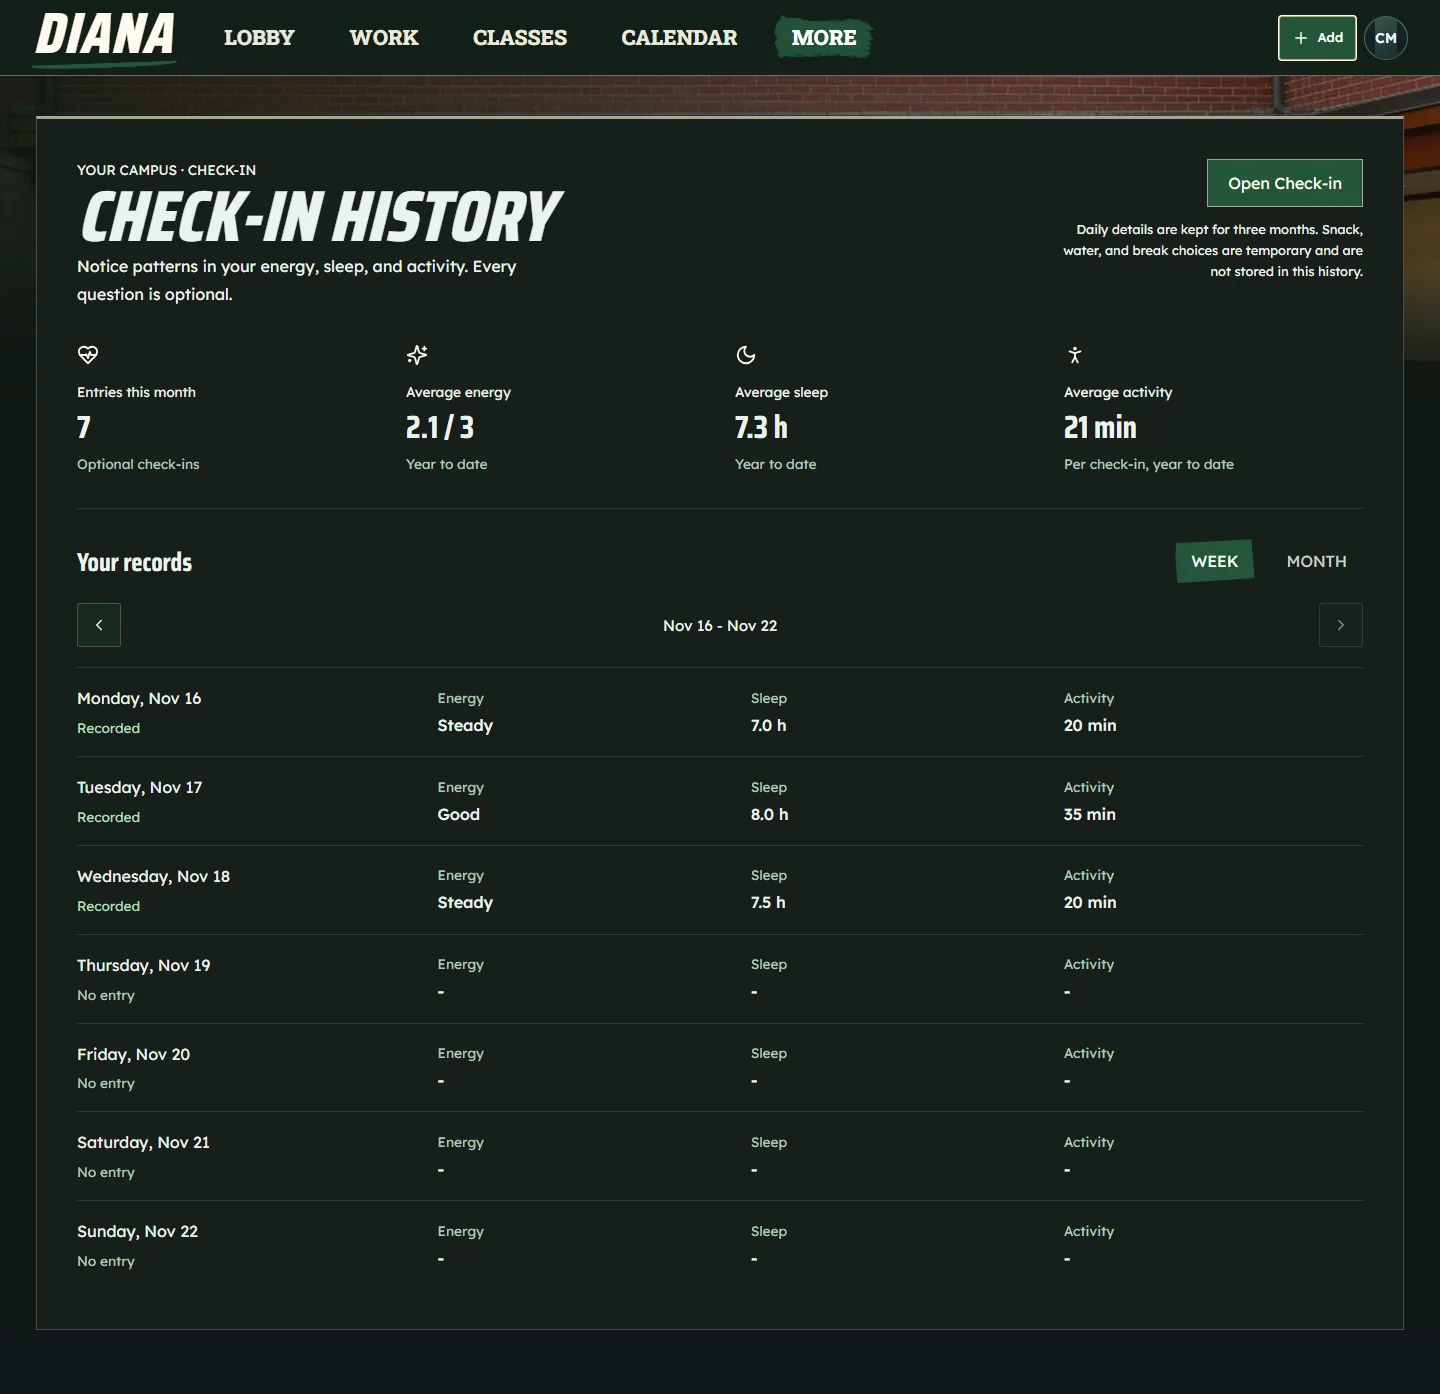 DIANA
LOBBY
WORK
CLASSES
CALENDAR
MORE
Add
CM
YOUR CAMPUS · CHECK-IN
CHECK-IN HISTORY
Notice patterns in your energy, sleep, and activity. Every
question is optional.
Open Check-in
Daily details are kept for three months. Snack,
water, and break choices are temporary and are
not stored in this history.
Entries this month
7
Optional check-ins
Average energy
2.1 / 3
Year to date
Average sleep
7.3 h
Year to date
Average activity
21 min
Per check-in, year to date
Your records
WEEK
MONTH
Nov 16 - Nov 22
Monday, Nov 16
Recorded
Energy
Steady
Sleep
7.0 h
Activity
20 min
Tuesday, Nov 17
Recorded
Energy
Good
Sleep
8.0 h
Activity
35 min
Wednesday, Nov 18
Recorded
Energy
Steady
Sleep
7.5 h
Activity
20 min
Thursday, Nov 19
No entry
Energy
-
Sleep
-
Activity
-
Friday, Nov 20
No entry
Energy
-
Sleep
-
Activity
-
Saturday, Nov 21
No entry
Energy
-
Sleep
-
Activity
-
Sunday, Nov 22
No entry
Energy
-
Sleep
-
Activity
-